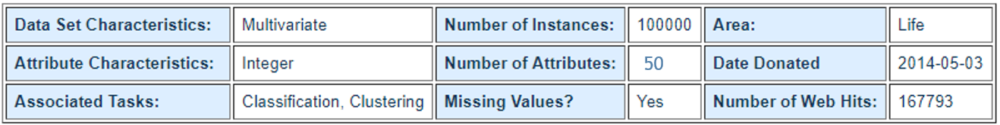 Data Set Characteristics: Multivariate Number of Instances: 100000 Area: Life
Attribute Characteristics: Integer Number of Attributes: 50 Date Donated 2014-05-03
Associated Tasks: Classification, Clustering Missing Values? Yes Number of Web Hits: 167793